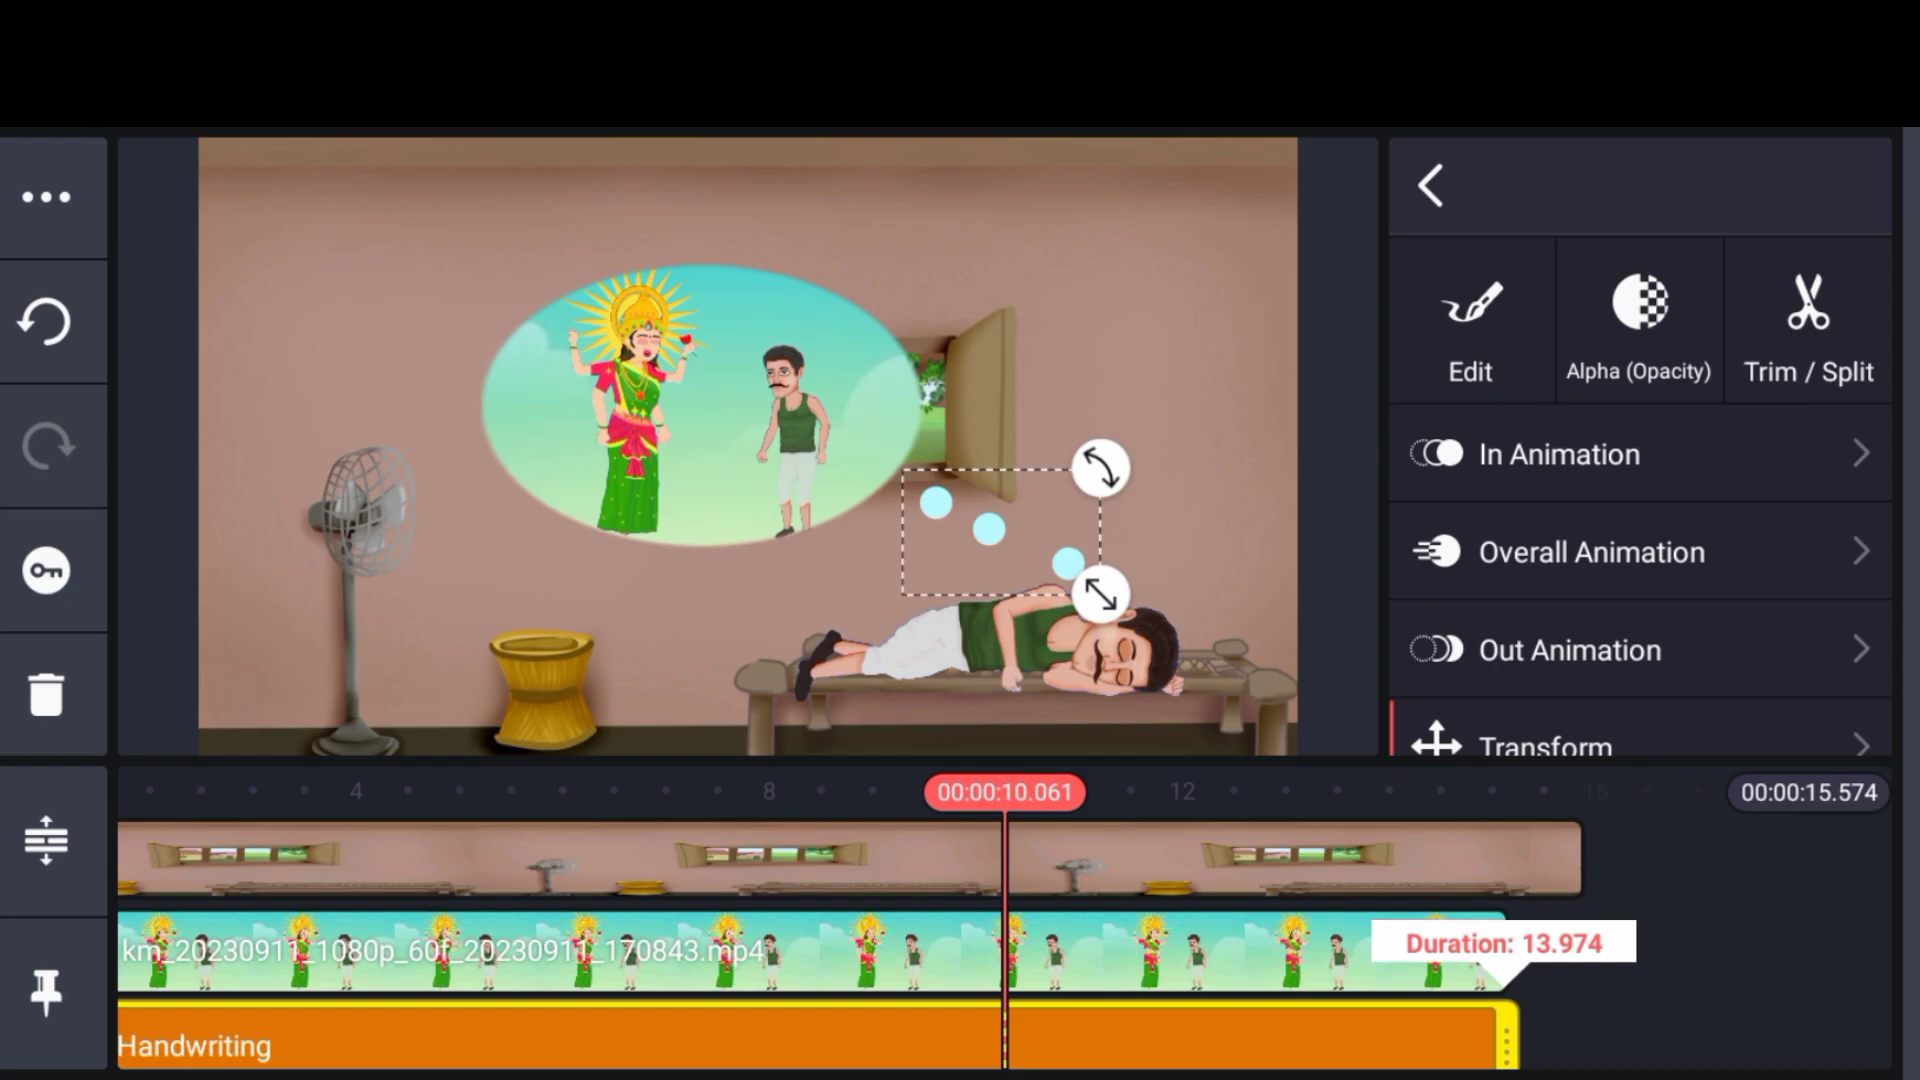 Edit
Alpha (Opacity)
Trim / Split
In Animation
Overall Animation
Out Animation
Transform
4
8
00:00:10.061
12
16
00:00:15.574
km_20230911_1080p_60f_20230911_170843.mp4
Duration: 13.974
Handwriting